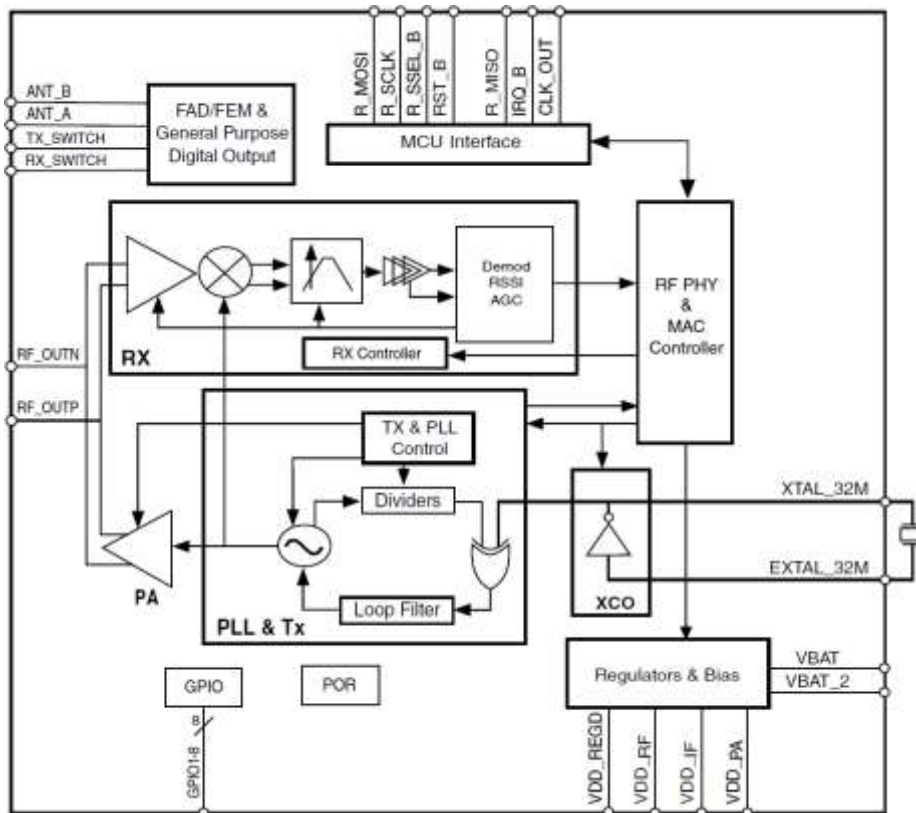 R_MOSI
R_SCLK
R_SSEL_B
RST_B
R_MISO
IRQ_B
CLK_OUT
ANT_B
ANT_A
TX_SWITCH
RX_SWITCH
FAD/FEM &
General Purpose
Digital Output
MCU Interface
Demod
RSSI
AGC
RF PHY
&
MAC
Controller
RX
RX Controller
RF_OUTN
RF_OUTP
TX & PLL
Control
Dividers
XTAL_32M
EXTAL_32M
PA
Loop Filter
XCO
PLL & Tx
Regulators & Bias
VBAT
VBAT_2
GPIO
POR
8
GPIO1-8
VDD_REGD
VDD_RF
VDD_IF
VDD_PA